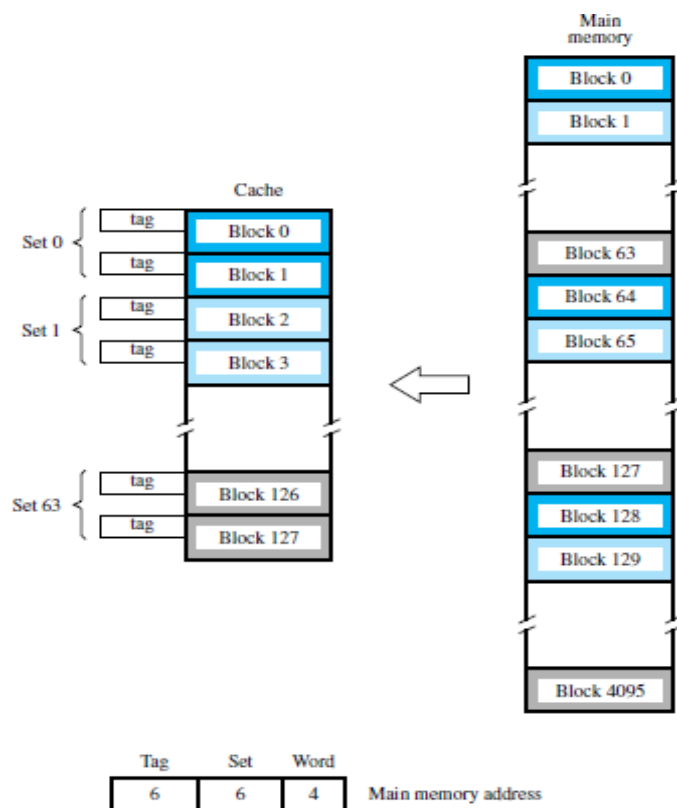 Main
memory
Block 0
Block 1
Cache
tag
Block 0
Set 0
tag
Block 1
tag
Block 2
Set 1
tag
Block 3
Block 63
Block 64
Block 65
tag
Block 126
Set 63
tag
Block 127
Block 127
Block 128
Block 129
Block 4095
Tag Set Word
6 6 4 Main memory address